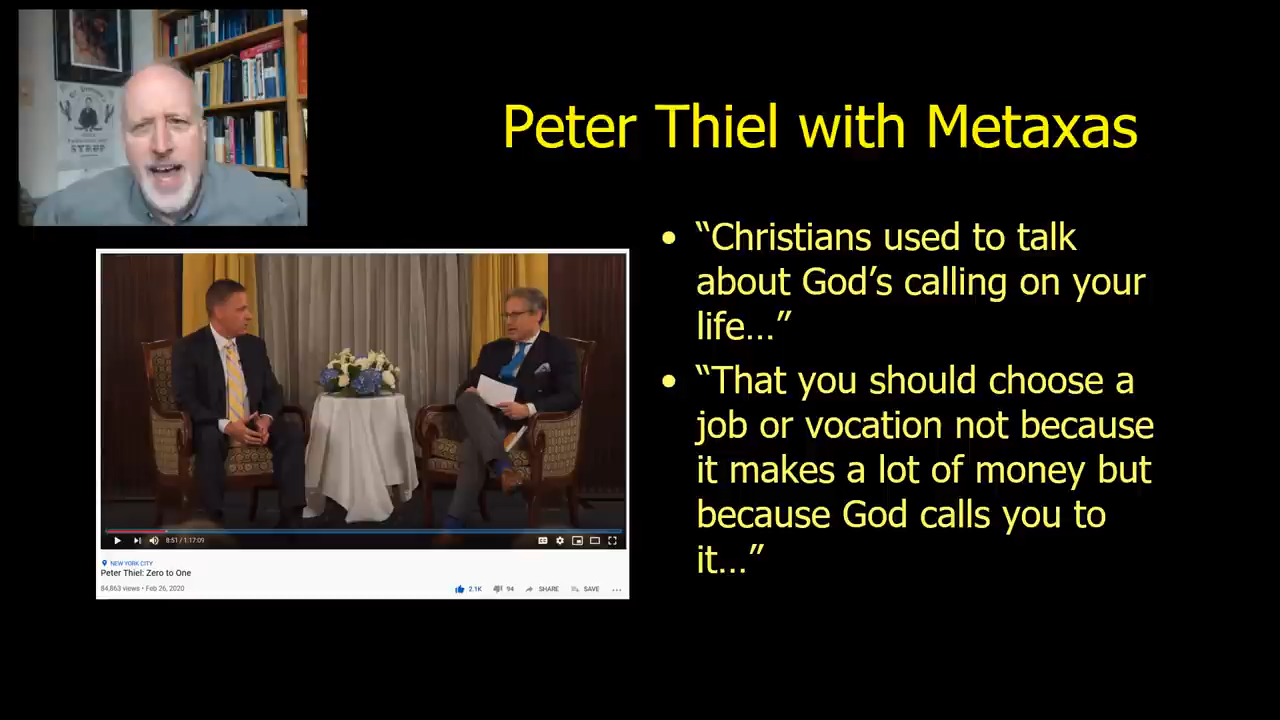 Peter Thiel with Metaxas
• “Christians used to talk
about God’s calling on your
life...”
• “That you should choose a
job or vocation not because
it makes a lot of money but
because God calls you to
it...”
8:51 / 1:17:09
NEW YORK CITY
Peter Thiel: Zero to One
84,863 views • Feb 26, 2020
2.1K 94 SHARE SAVE